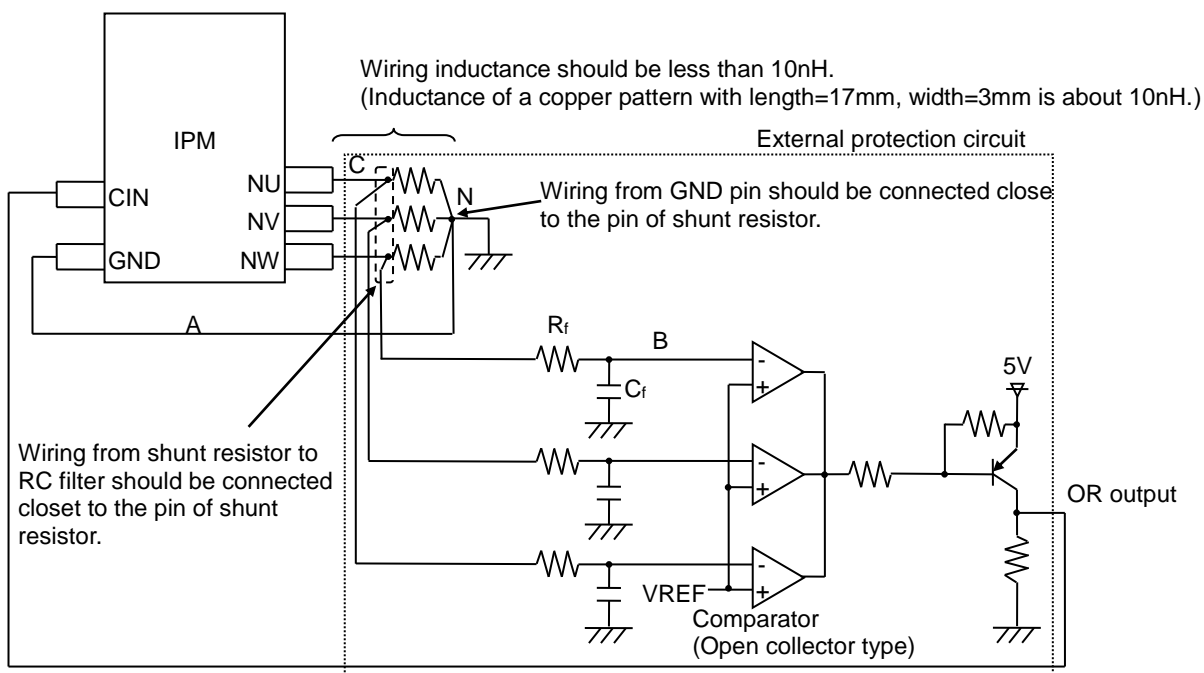 Wiring inductance should be less than 10nH.
(Inductance of a copper pattern with length=17mm, width=3mm is about 10nH.)
External protection circuit
IPM
C
NU
CIN
N
Wiring from GND pin should be connected close
to the pin of shunt resistor.
NV
GND
NW
A
Rf
B
-
+
Cf
5V
Wiring from shunt resistor to
RC filter should be connected
closet to the pin of shunt
resistor.
-
+
OR output
-
+
VREF
Comparator
(Open collector type)